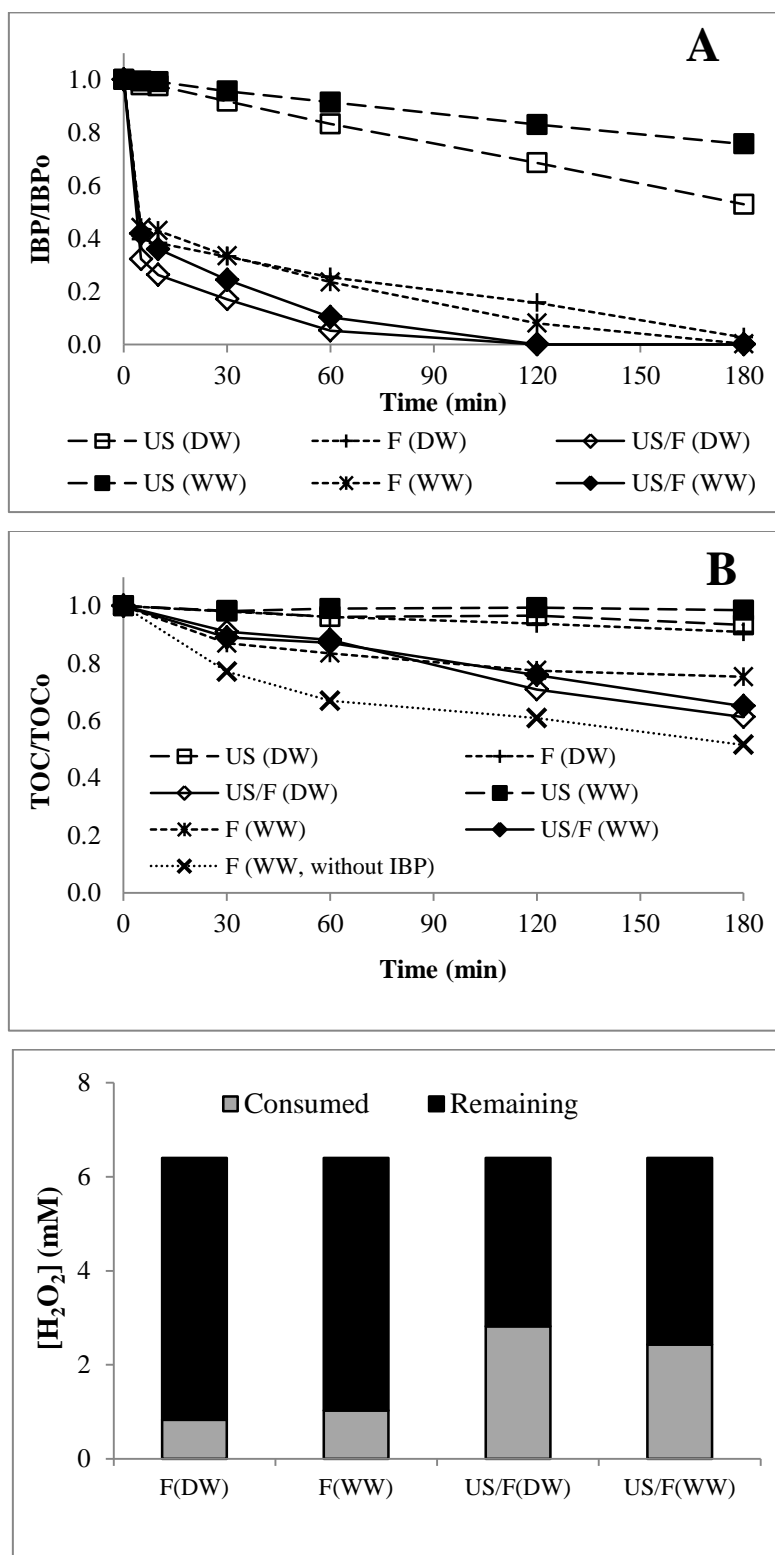 A
IBP/IBPo
1.0
0.8
0.6
0.4
0.2
0.0
0 30 60 90 120 150 180
Time (min)
US (DW) F (DW) US/F (DW)
US (WW) F (WW) US/F (WW)
B
TOC/TOCo
1.0
0.8
0.6
0.4
0.2
0.0
US (DW) F (DW)
US/F (DW) US (WW)
F (WW) US/F (WW)
F (WW, without IBP)
0 30 60 90 120 150 180
Time (min)
[H₂O₂] (mM)
8
6
4
2
0
Consumed Remaining
F(DW) F(WW) US/F(DW) US/F(WW)